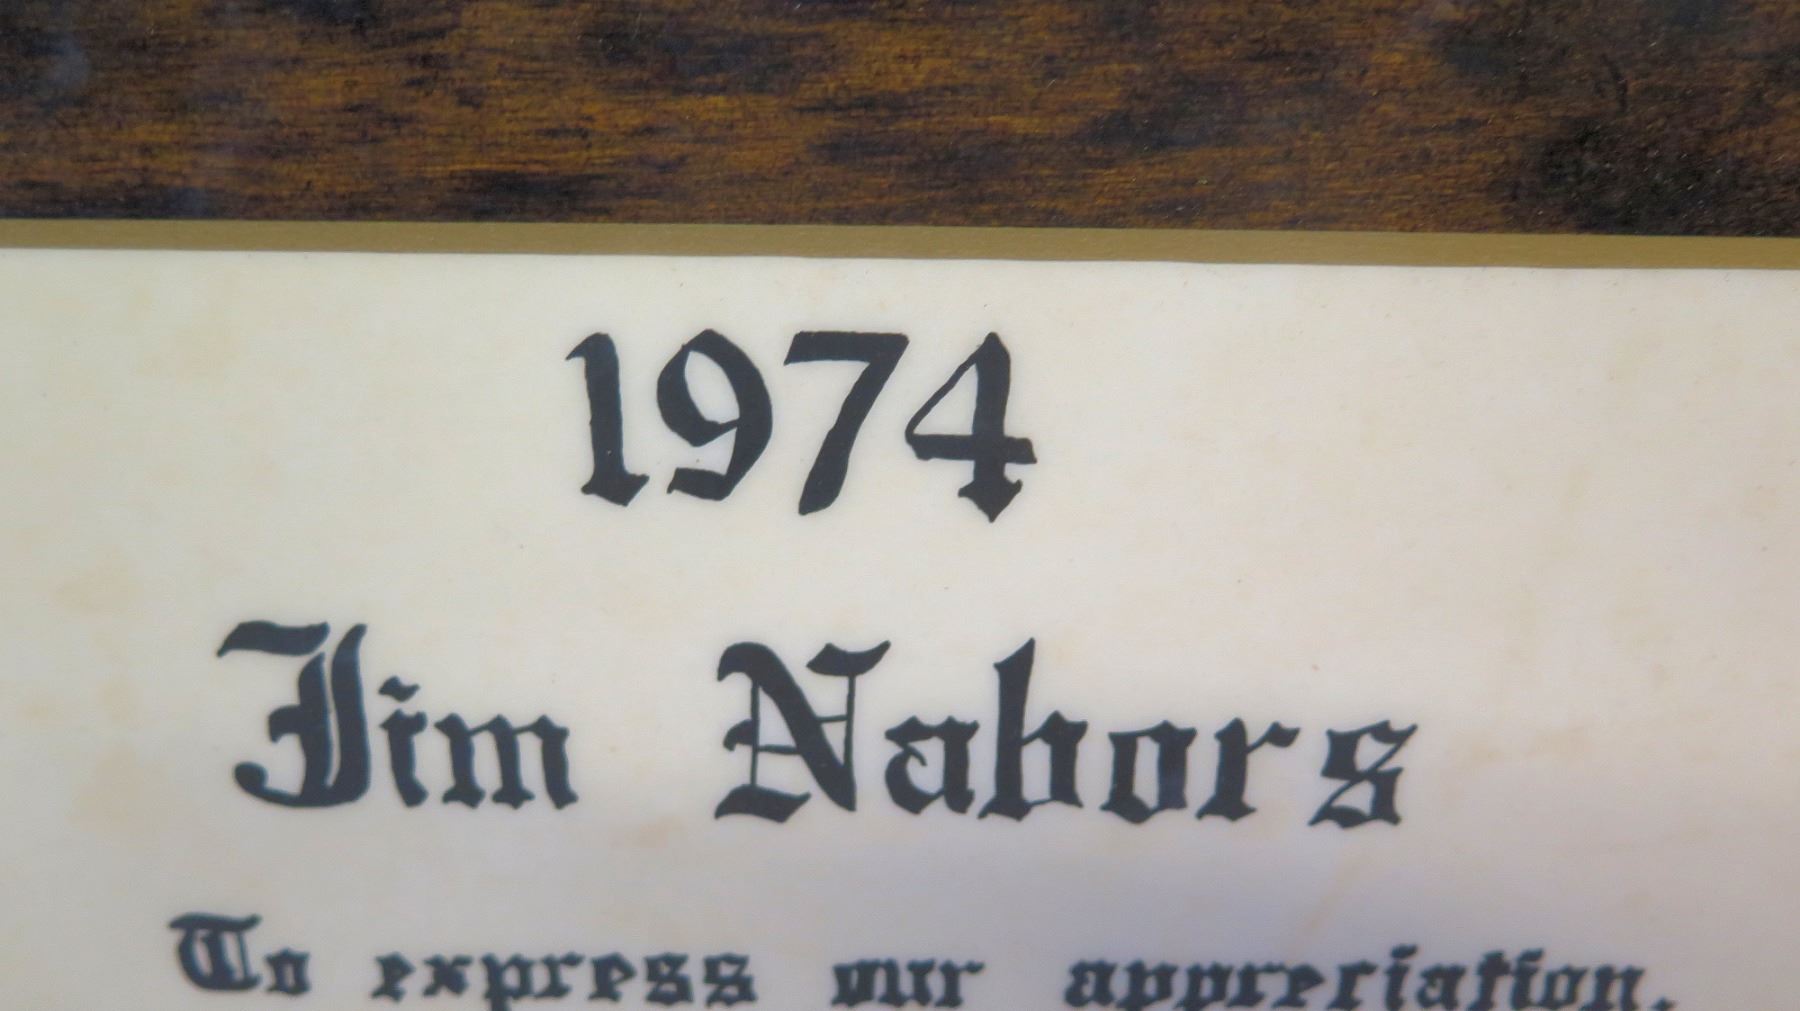 1974
Jim Nabors
To express our appreciation,